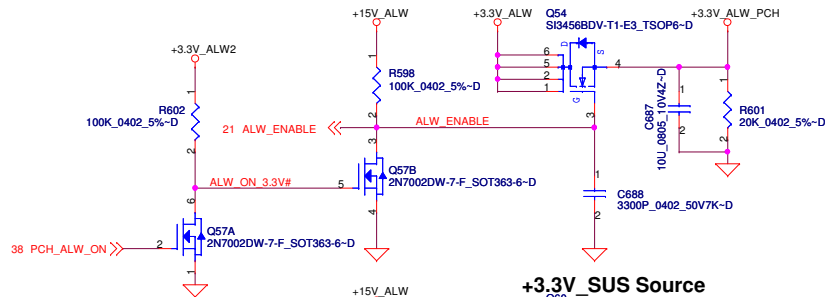 +15V_ALW
+3.3V_ALW
Q54
SI3456BDV-T1-E3_TSOP6~D
+3.3V_ALW_PCH
+3.3V_ALW2
1
R598
100K_0402_5%~D
2
1
R602
100K_0402_5%~D
2
6
5
2
1
D
S
G
4
3
1
C687
10U_0805_10V4Z~D
2
1
R601
20K_0402_5%~D
2
21 ALW_ENABLE
ALW_ENABLE
3
Q57B
2N7002DW-7-F_SOT363-6~D
ALW_ON_3.3V#
5
4
1
C688
3300P_0402_50V7K~D
2
6
Q57A
2N7002DW-7-F_SOT363-6~D
38 PCH_ALW_ON
2
1
+15V_ALW
+3.3V_SUS Source